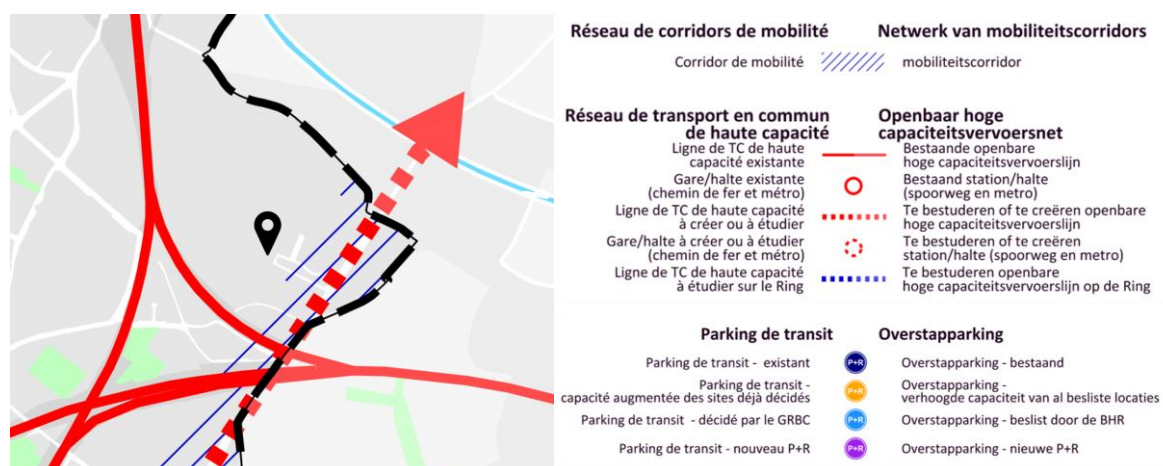 Réseau de corridors de mobilité
Netwerk van mobiliteitscorridors
Corridor de mobilité
mobiliteitscorridor
Réseau de transport en commun
de haute capacité
Openbaar hoge
capaciteitsvervoersnet
Ligne de TC de haute
capacité existante
Bestaande openbare
hoge capaciteitsvervoerslijn
Gare/halte existante
(chemin de fer et métro)
Bestaand station/halte
(spoorweg en metro)
Ligne de TC de haute capacité
à créer ou à étudier
Te bestuderen of te creëren openbare
hoge capaciteitsvervoerslijn
Gare/halte à créer ou à étudier
(chemin de fer et métro)
Te bestuderen of te creëren
station/halte (spoorweg en metro)
Ligne de TC de haute capacité
à étudier sur le Ring
Te bestuderen openbare
hoge capaciteitsvervoerslijn op de Ring
Parking de transit
Overstapparking
Parking de transit - existant
P+R
Overstapparking - bestaand
Parking de transit -
capacité augmentée des sites déjà décidés
P+R
Overstapparking -
verhoogde capaciteit van al besliste locaties
Parking de transit - décidé par le GRBC
P+R
Overstapparking - beslist door de BHR
Parking de transit - nouveau P+R
P+R
Overstapparking - nieuwe P+R